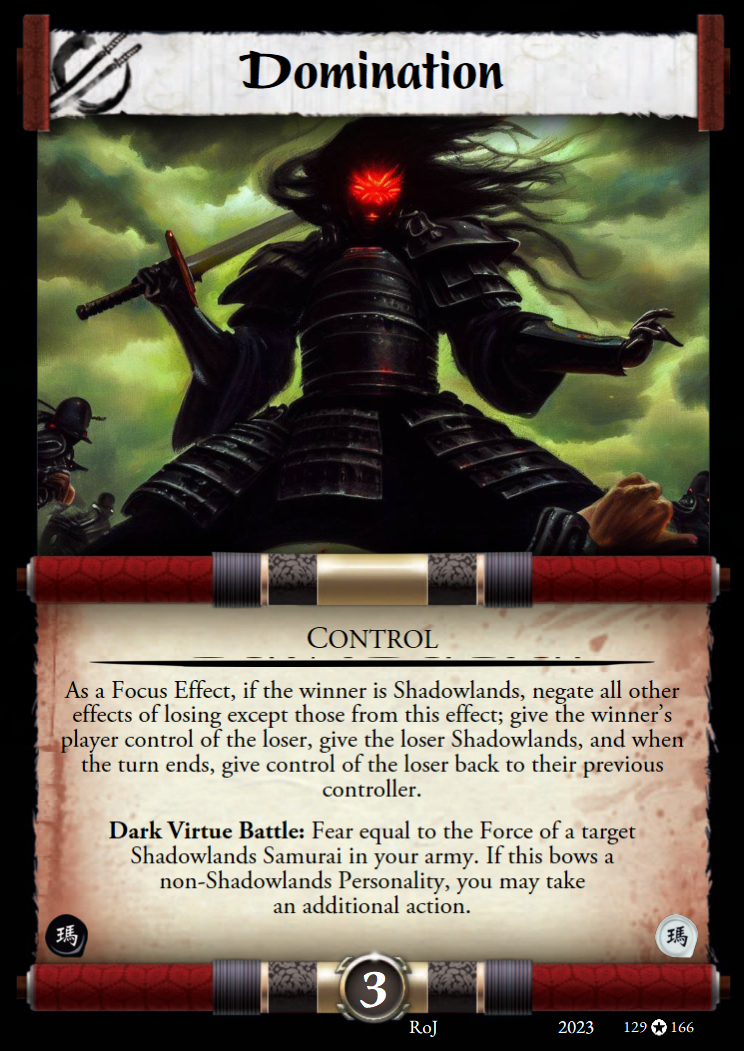 Domination
CONTROL
As a Focus Effect, if the winner is Shadowlands, negate all other
effects of losing except those from this effect; give the winner's
player control of the loser, give the loser Shadowlands, and when
the turn ends, give control of the loser back to their previous
controller.
Dark Virtue Battle: Fear equal to the Force of a target
Shadowlands Samurai in your army. If this bows a
non-Shadowlands Personality, you may take
an additional action.
瑪 瑪
3
RoJ 2023 129 ✪ 166